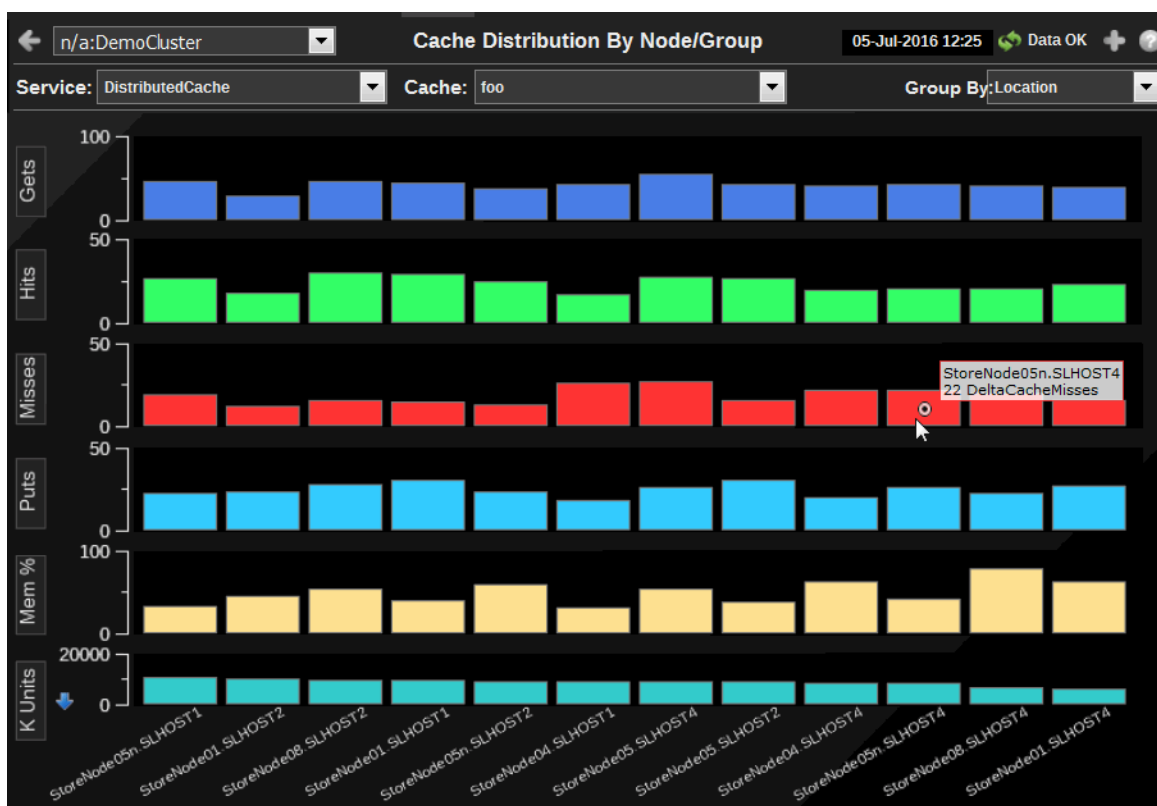 n/a:DemoCluster
Cache Distribution By Node/Group
05-Jul-2016 12:25
Data OK
Service:
DistributedCache
Cache:
foo
Group By:
Location
Gets
100
0
Hits
50
0
Misses
50
0
StoreNode05n.SLHOST4
22 DeltaCacheMisses
Puts
50
0
Mem %
100
0
K Units
20000
0
StoreNode05n.SLHOST1
StoreNode01.SLHOST2
StoreNode08.SLHOST2
StoreNode01.SLHOST1
StoreNode05n.SLHOST2
StoreNode04.SLHOST1
StoreNode05.SLHOST4
StoreNode05.SLHOST2
StoreNode04.SLHOST4
StoreNode05n.SLHOST4
StoreNode08.SLHOST4
StoreNode01.SLHOST4